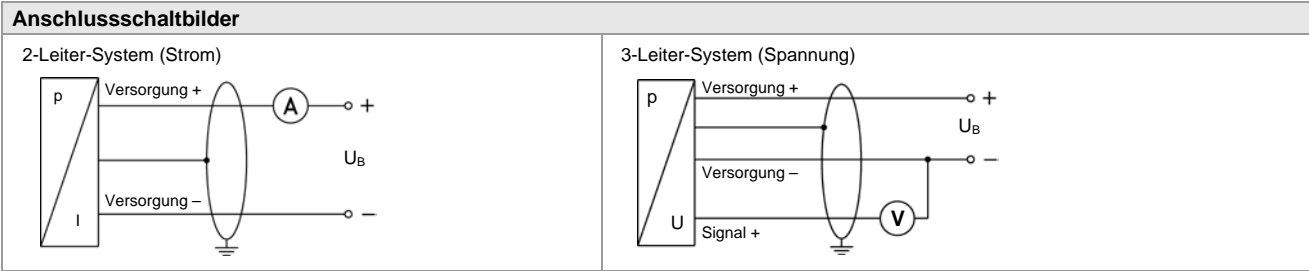 Anschlussschaltbilder
2-Leiter-System (Strom)
p
Versorgung +
A
+
U_B
Versorgung –
I
–
3-Leiter-System (Spannung)
p
Versorgung +
+
U_B
–
Versorgung –
U
V
Signal +